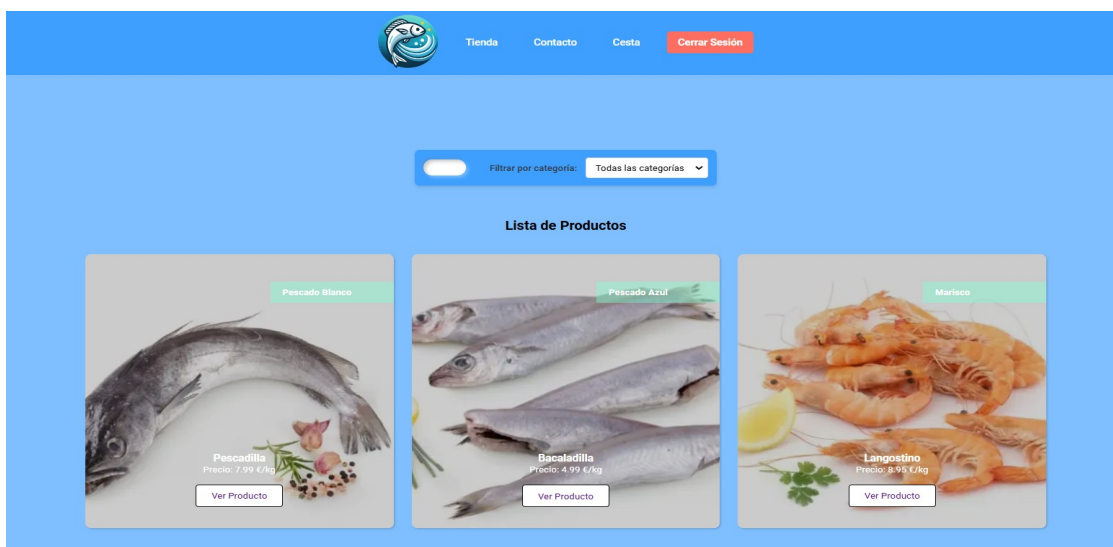 Tienda Contacto Cesta Cerrar Sesión
Filtrar por categoría: Todas las categorías
Lista de Productos
Pescado Blanco
Pescadilla
Precio: 7.99 €/kg
Ver Producto
Pescado Azul
Bacaladilla
Precio: 4.99 €/kg
Ver Producto
Marisco
Langostino
Precio: 8.95 €/kg
Ver Producto